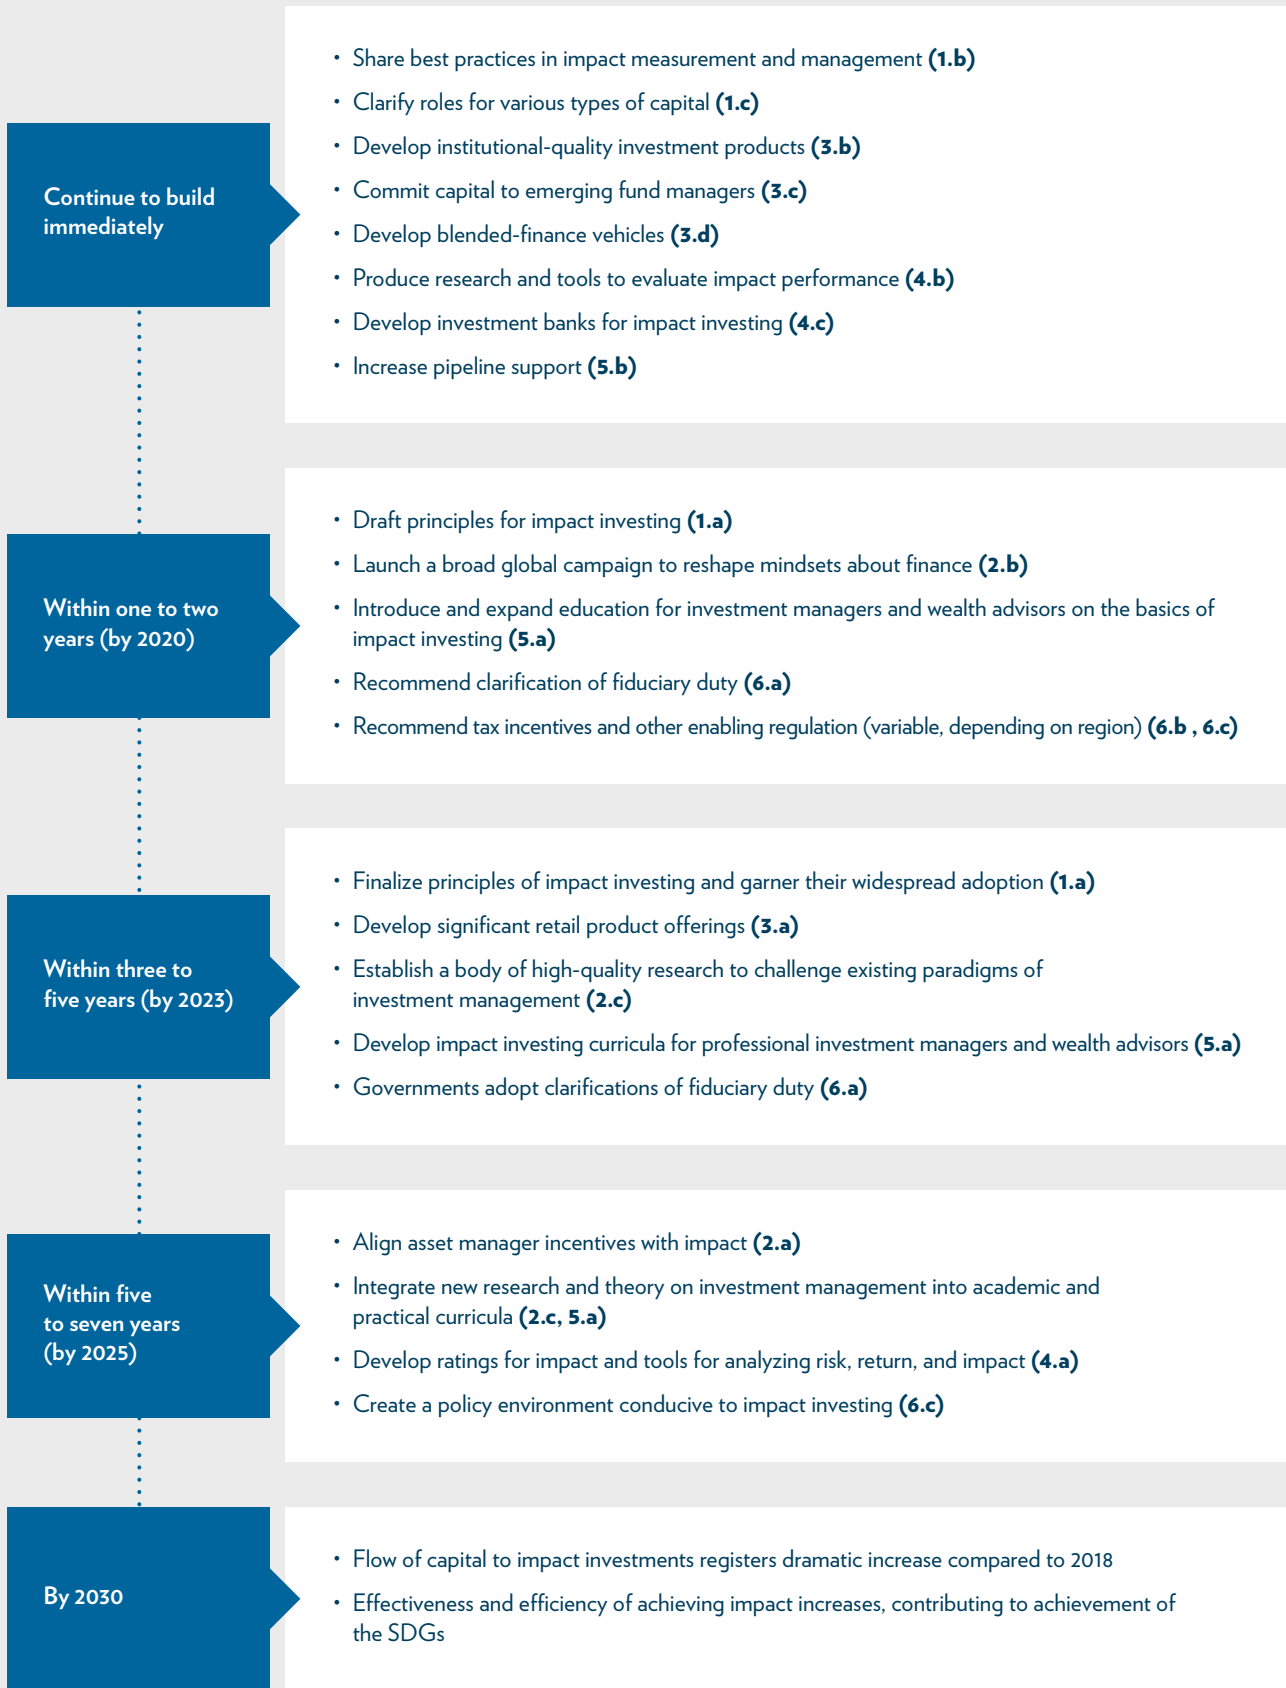 Continue to build
immediately
• Share best practices in impact measurement and management (1.b)
• Clarify roles for various types of capital (1.c)
• Develop institutional-quality investment products (3.b)
• Commit capital to emerging fund managers (3.c)
• Develop blended-finance vehicles (3.d)
• Produce research and tools to evaluate impact performance (4.b)
• Develop investment banks for impact investing (4.c)
• Increase pipeline support (5.b)
Within one to two
years (by 2020)
• Draft principles for impact investing (1.a)
• Launch a broad global campaign to reshape mindsets about finance (2.b)
• Introduce and expand education for investment managers and wealth advisors on the basics of
impact investing (5.a)
• Recommend clarification of fiduciary duty (6.a)
• Recommend tax incentives and other enabling regulation (variable, depending on region) (6.b , 6.c)
Within three to
five years (by 2023)
• Finalize principles of impact investing and garner their widespread adoption (1.a)
• Develop significant retail product offerings (3.a)
• Establish a body of high-quality research to challenge existing paradigms of
investment management (2.c)
• Develop impact investing curricula for professional investment managers and wealth advisors (5.a)
• Governments adopt clarifications of fiduciary duty (6.a)
Within five
to seven years
(by 2025)
• Align asset manager incentives with impact (2.a)
• Integrate new research and theory on investment management into academic and
practical curricula (2.c, 5.a)
• Develop ratings for impact and tools for analyzing risk, return, and impact (4.a)
• Create a policy environment conducive to impact investing (6.c)
By 2030
• Flow of capital to impact investments registers dramatic increase compared to 2018
• Effectiveness and efficiency of achieving impact increases, contributing to achievement of
the SDGs